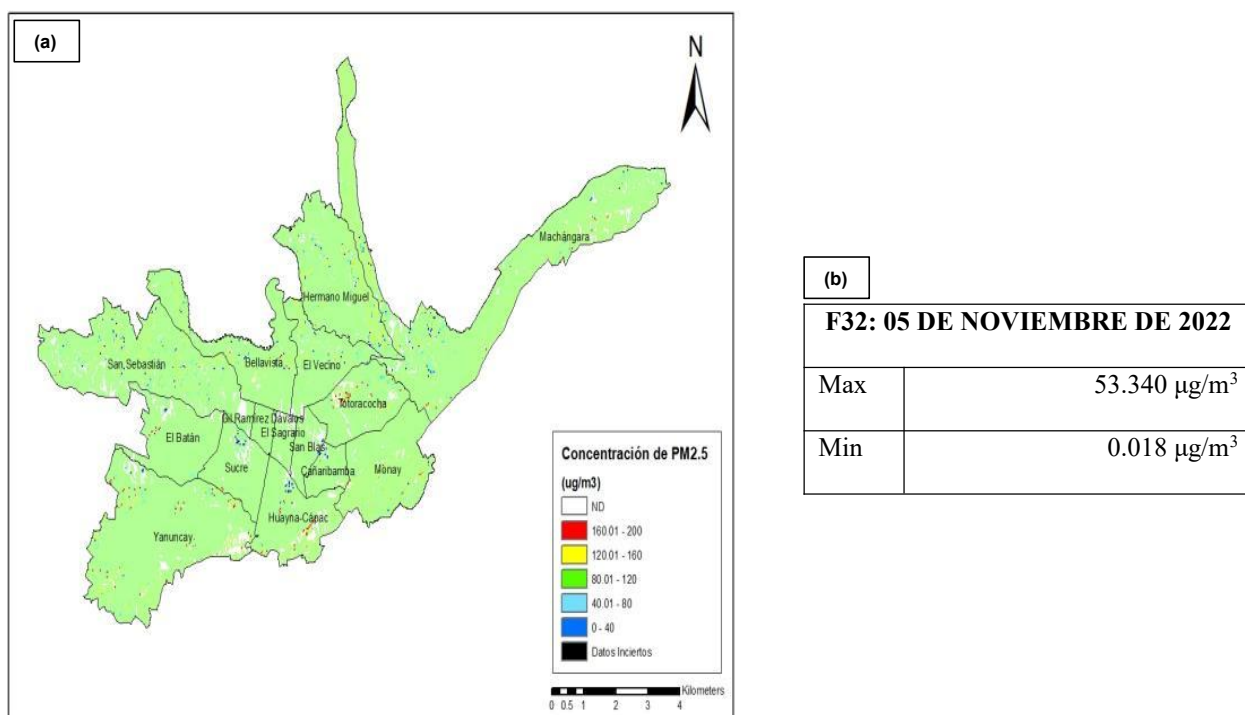 (a)
N
Machángara
Hermano Miguel
San Sebastián
Bellavista
El Vecino
Totoracocha
Gil Ramírez Dávalos
El Sagrario
El Batán
San Blas
Sucre
Cañaribamba
Monay
Huayna-Cápac
Yanuncay
Concentración de PM2.5
(ug/m3)
ND
160.01 - 200
120.01 - 160
80.01 - 120
40.01 - 80
0 - 40
Datos Inciertos
Kilometers
0 0.5 1 2 3 4
(b)
F32: 05 DE NOVIEMBRE DE 2022
Max 53.340 μg/m³
Min 0.018 μg/m³